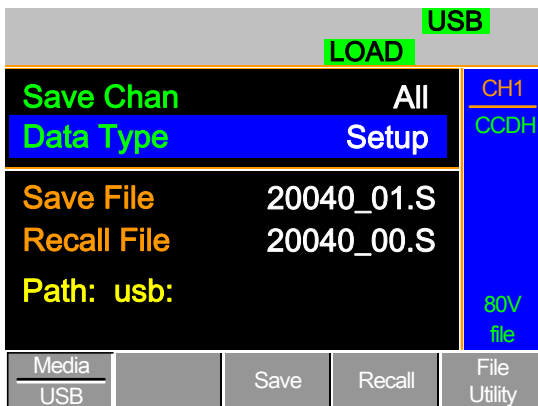 USB
LOAD
Save Chan All
Data Type Setup
Save File 20040_01.S
Recall File 20040_00.S
Path: usb:
CH1
CCDH
80V
file
Media
USB
Save
Recall
File
Utility